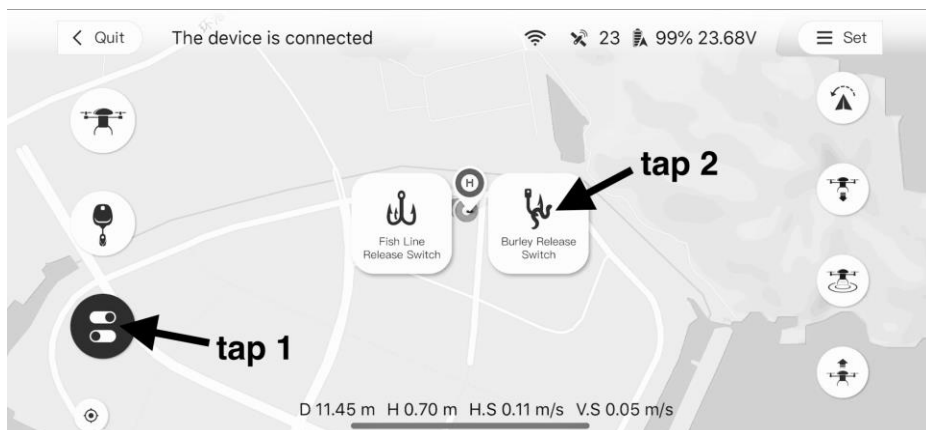 Quit
The device is connected
23
99% 23.68V
Set
tap 2
Fish Line
Release Switch
Burley Release
Switch
tap 1
D 11.45 m H 0.70 m H.S 0.11 m/s V.S 0.05 m/s
H